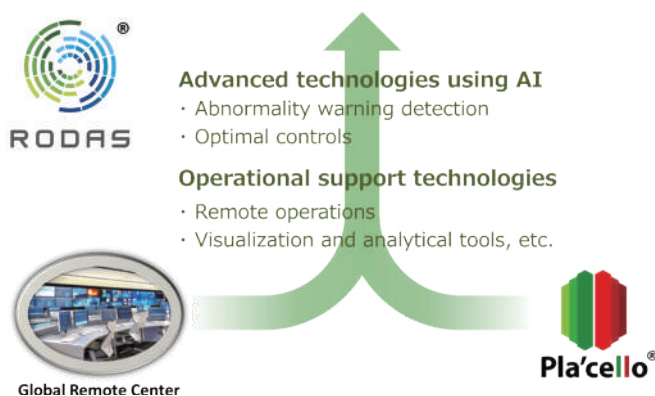 ®
RODAS
Advanced technologies using AI
・Abnormality warning detection
・Optimal controls
Operational support technologies
・Remote operations
・Visualization and analytical tools, etc.
Global Remote Center
Pla'cello®